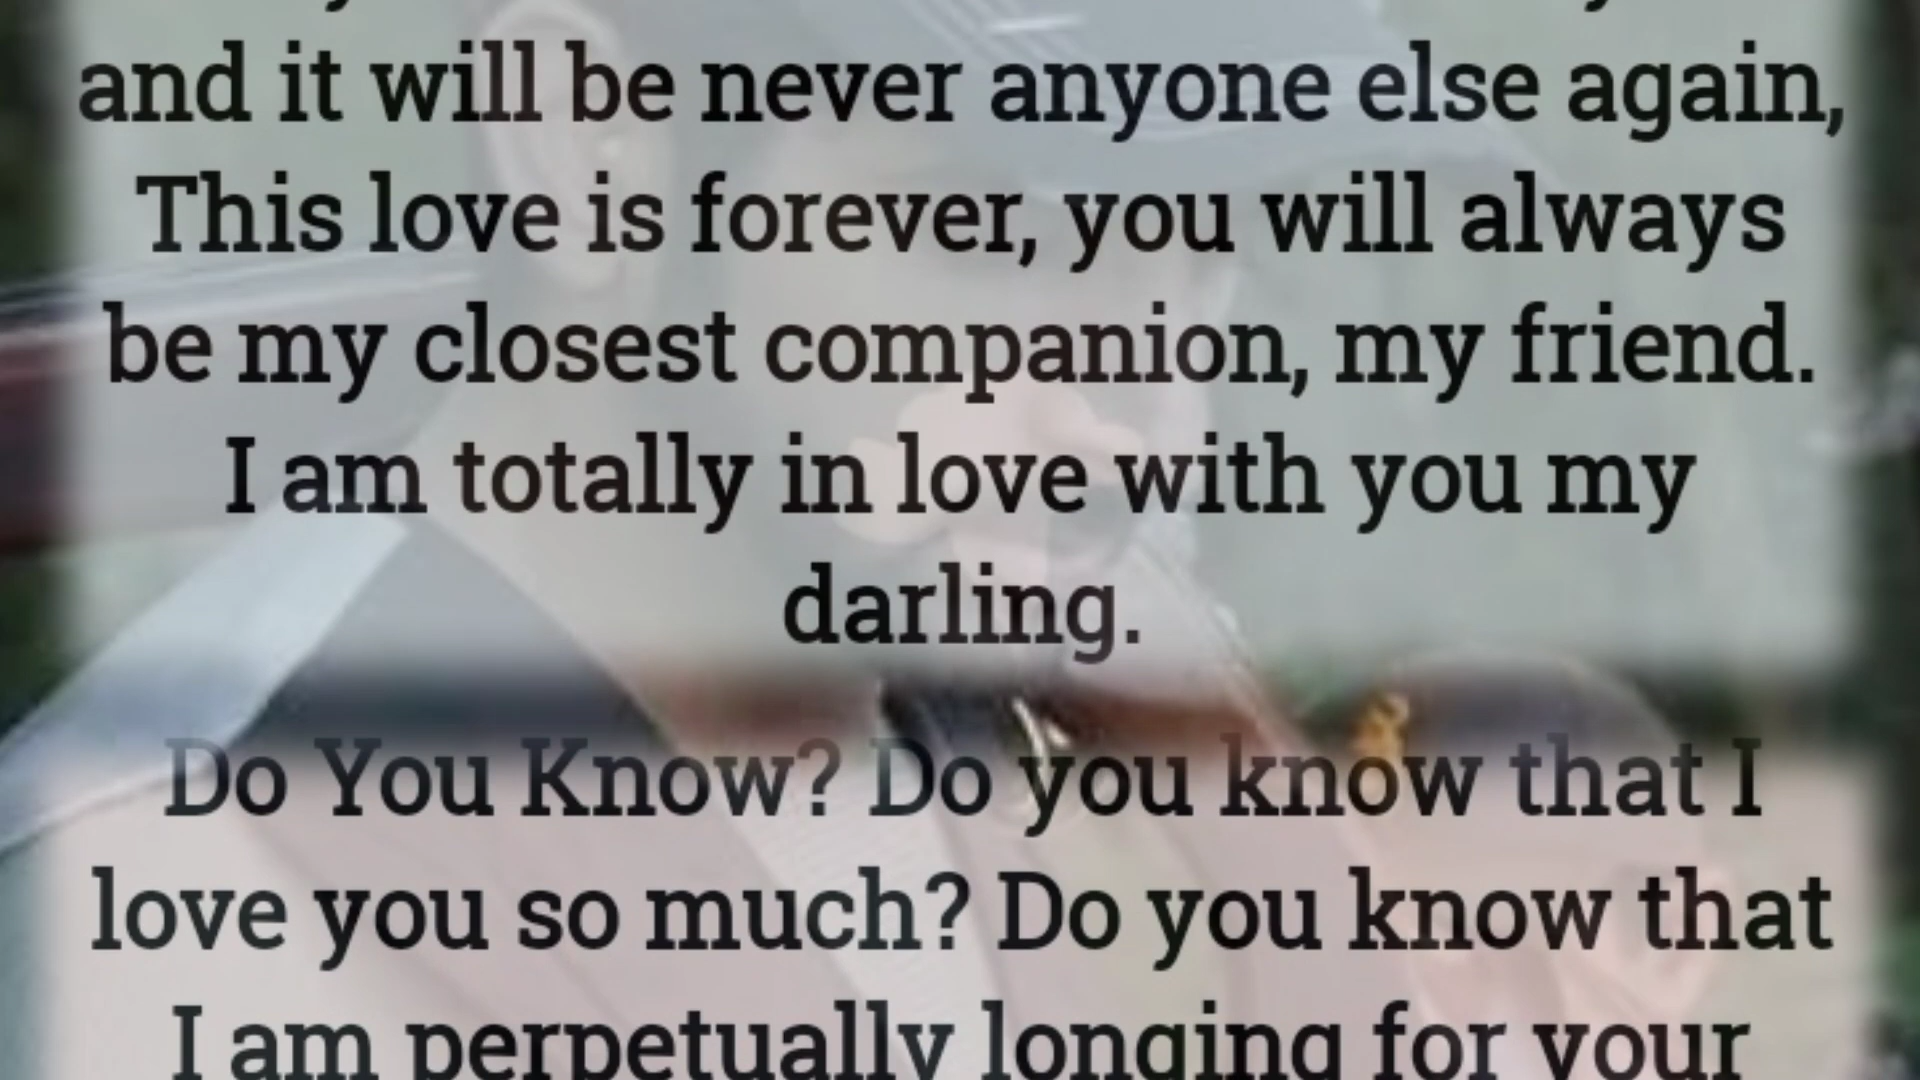 and it will be never anyone else again,
This love is forever, you will always
be my closest companion, my friend.
I am totally in love with you my
darling.
Do You Know? Do you know that I
love you so much? Do you know that
I am perpetually longing for your